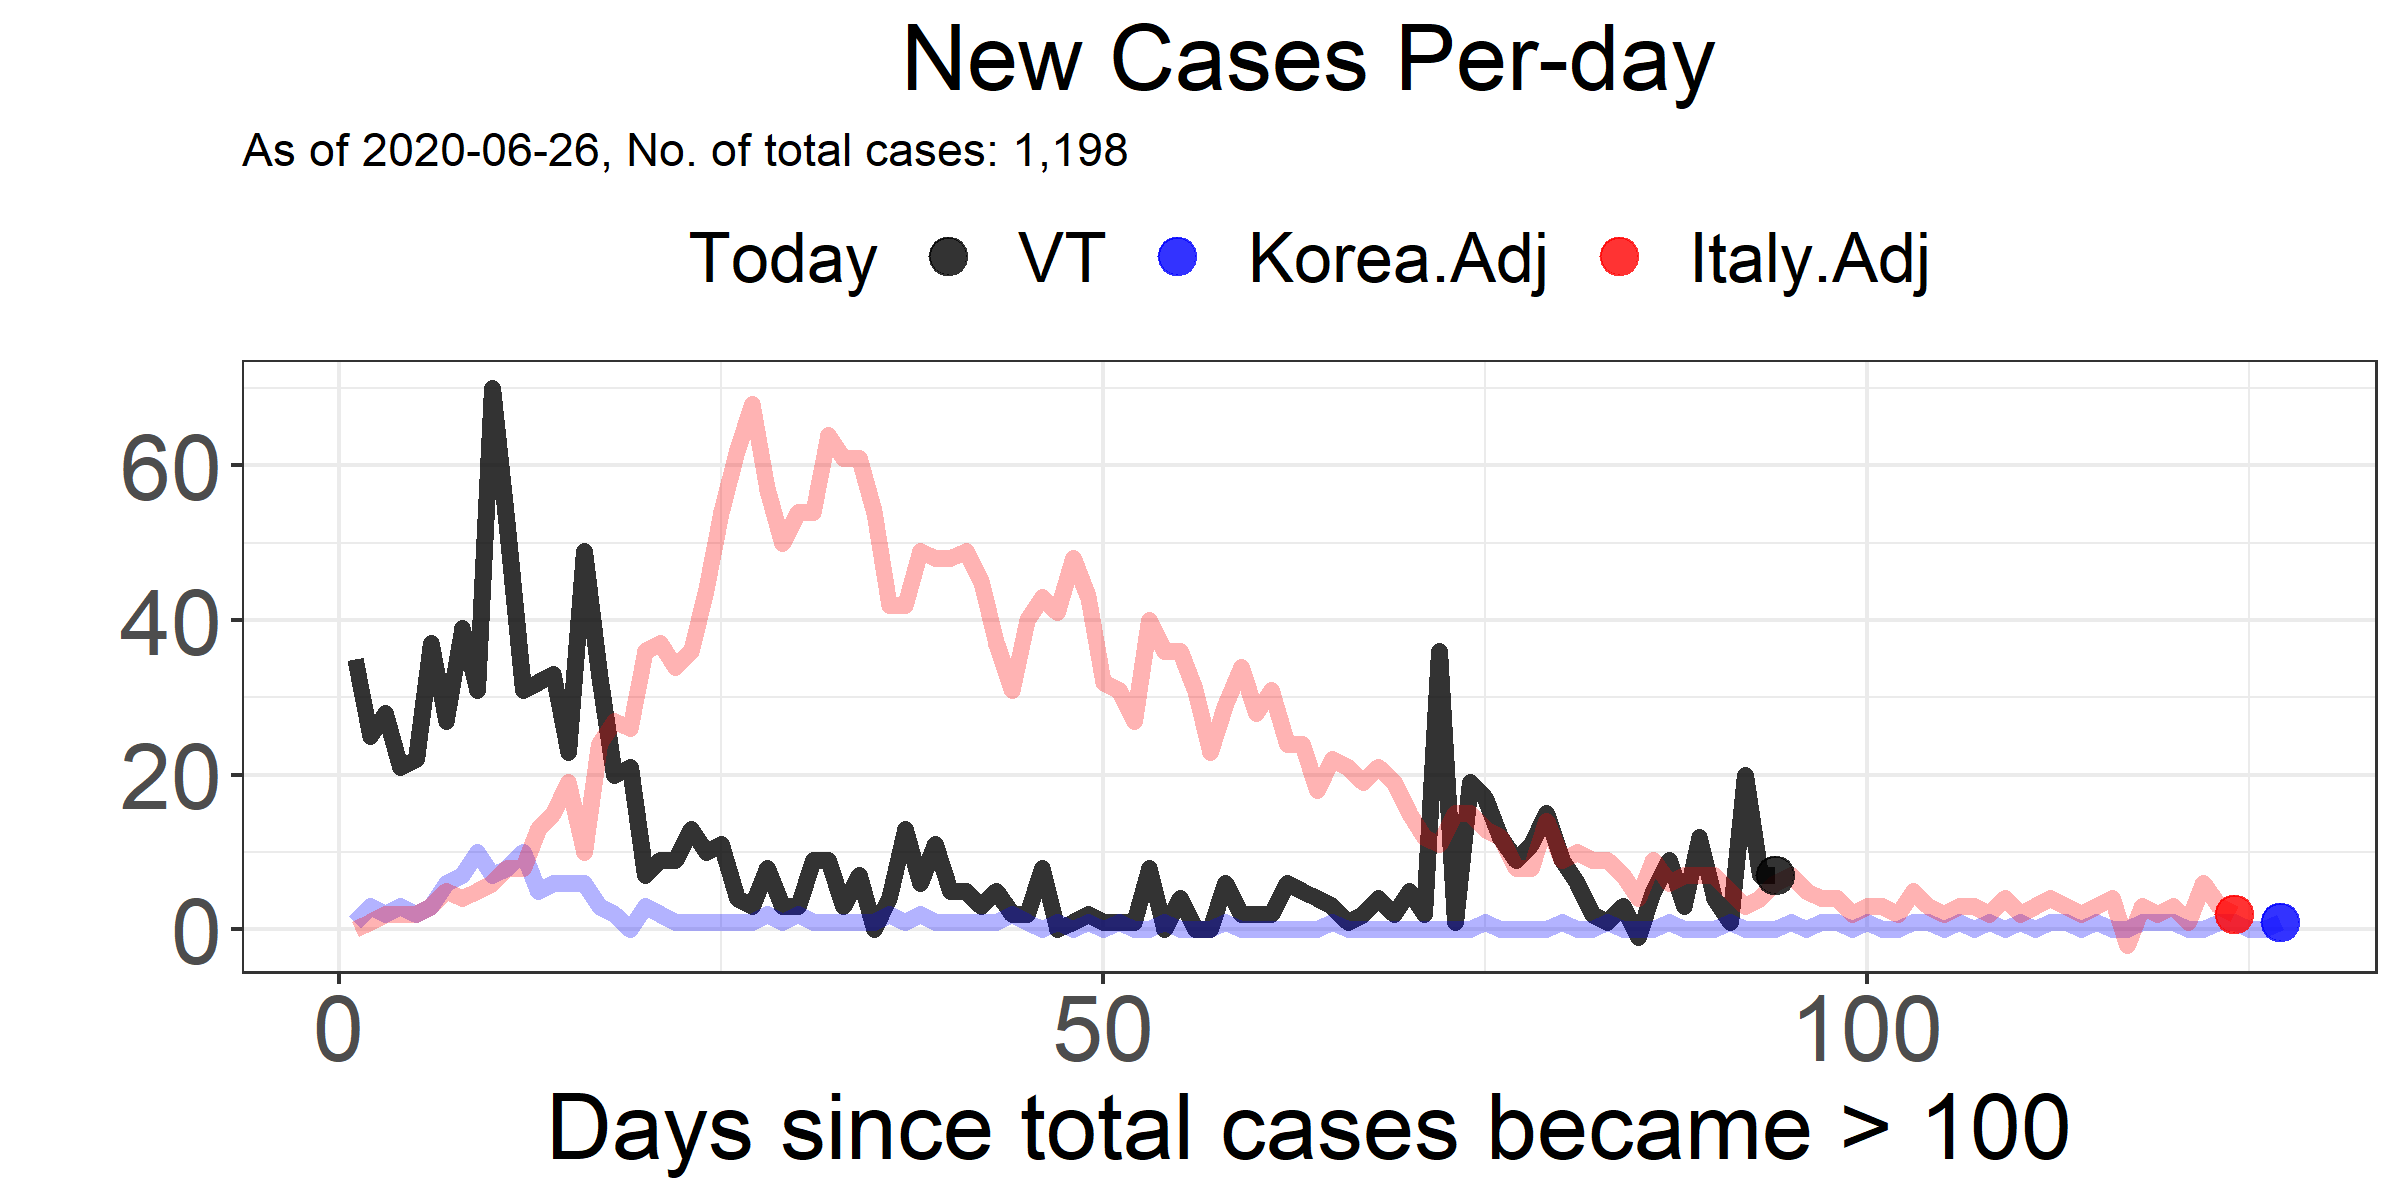 New Cases Per-day
As of 2020-06-26, No. of total cases: 1,198
Today VT Korea.Adj Italy.Adj
60
40
20
0
0 50 100
Days since total cases became > 100